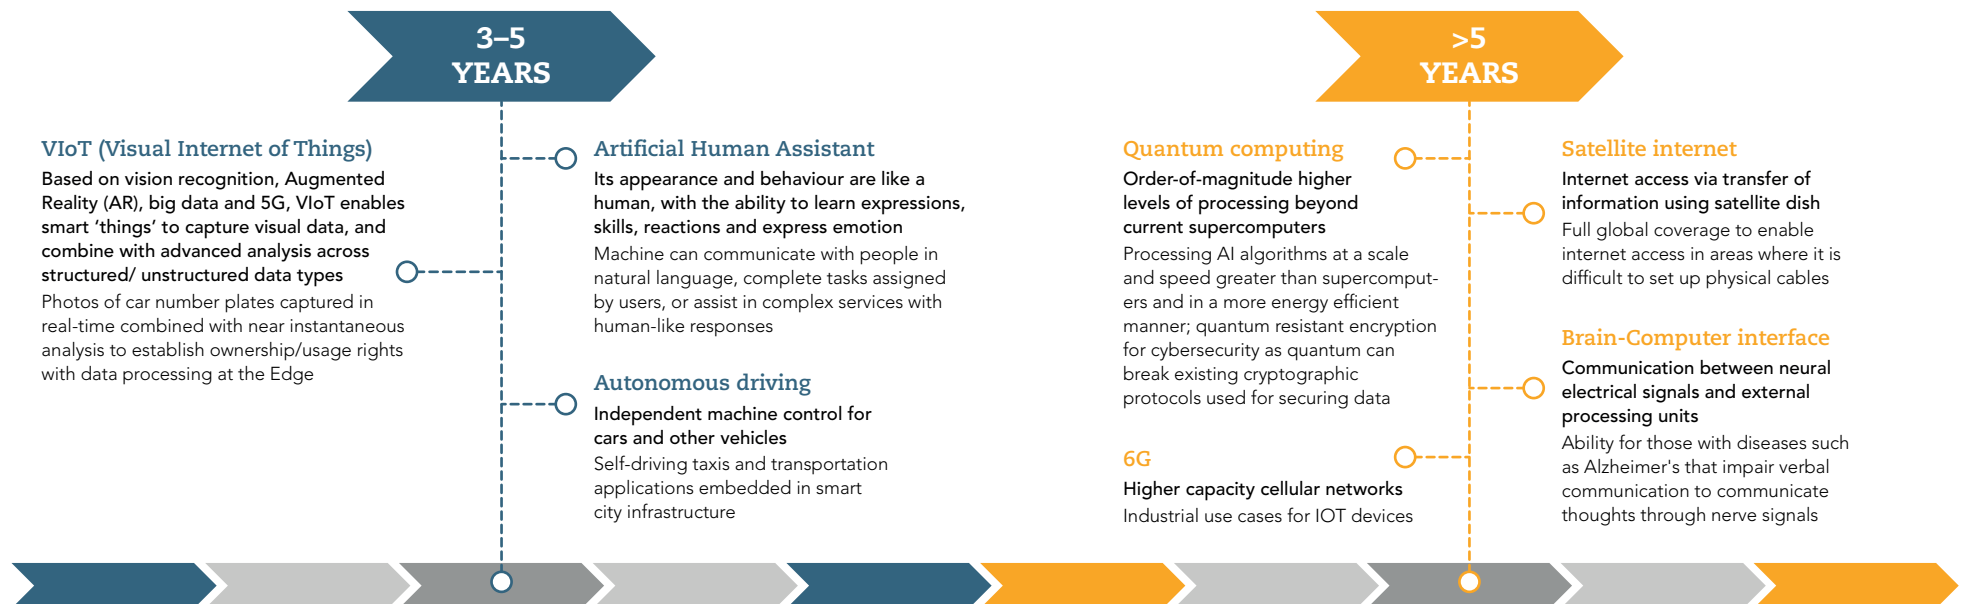 3–5
YEARS
VIoT (Visual Internet of Things)
Based on vision recognition, Augmented
Reality (AR), big data and 5G, VIoT enables
smart ‘things’ to capture visual data, and
combine with advanced analysis across
structured/ unstructured data types
Photos of car number plates captured in
real-time combined with near instantaneous
analysis to establish ownership/usage rights
with data processing at the Edge
Artificial Human Assistant
Its appearance and behaviour are like a
human, with the ability to learn expressions,
skills, reactions and express emotion
Machine can communicate with people in
natural language, complete tasks assigned
by users, or assist in complex services with
human-like responses
Autonomous driving
Independent machine control for
cars and other vehicles
Self-driving taxis and transportation
applications embedded in smart
city infrastructure
>5
YEARS
Quantum computing
Order-of-magnitude higher
levels of processing beyond
current supercomputers
Processing AI algorithms at a scale
and speed greater than supercomput-
ers and in a more energy efficient
manner; quantum resistant encryption
for cybersecurity as quantum can
break existing cryptographic
protocols used for securing data
6G
Higher capacity cellular networks
Industrial use cases for IOT devices
Satellite internet
Internet access via transfer of
information using satellite dish
Full global coverage to enable
internet access in areas where it is
difficult to set up physical cables
Brain-Computer interface
Communication between neural
electrical signals and external
processing units
Ability for those with diseases such
as Alzheimer's that impair verbal
communication to communicate
thoughts through nerve signals